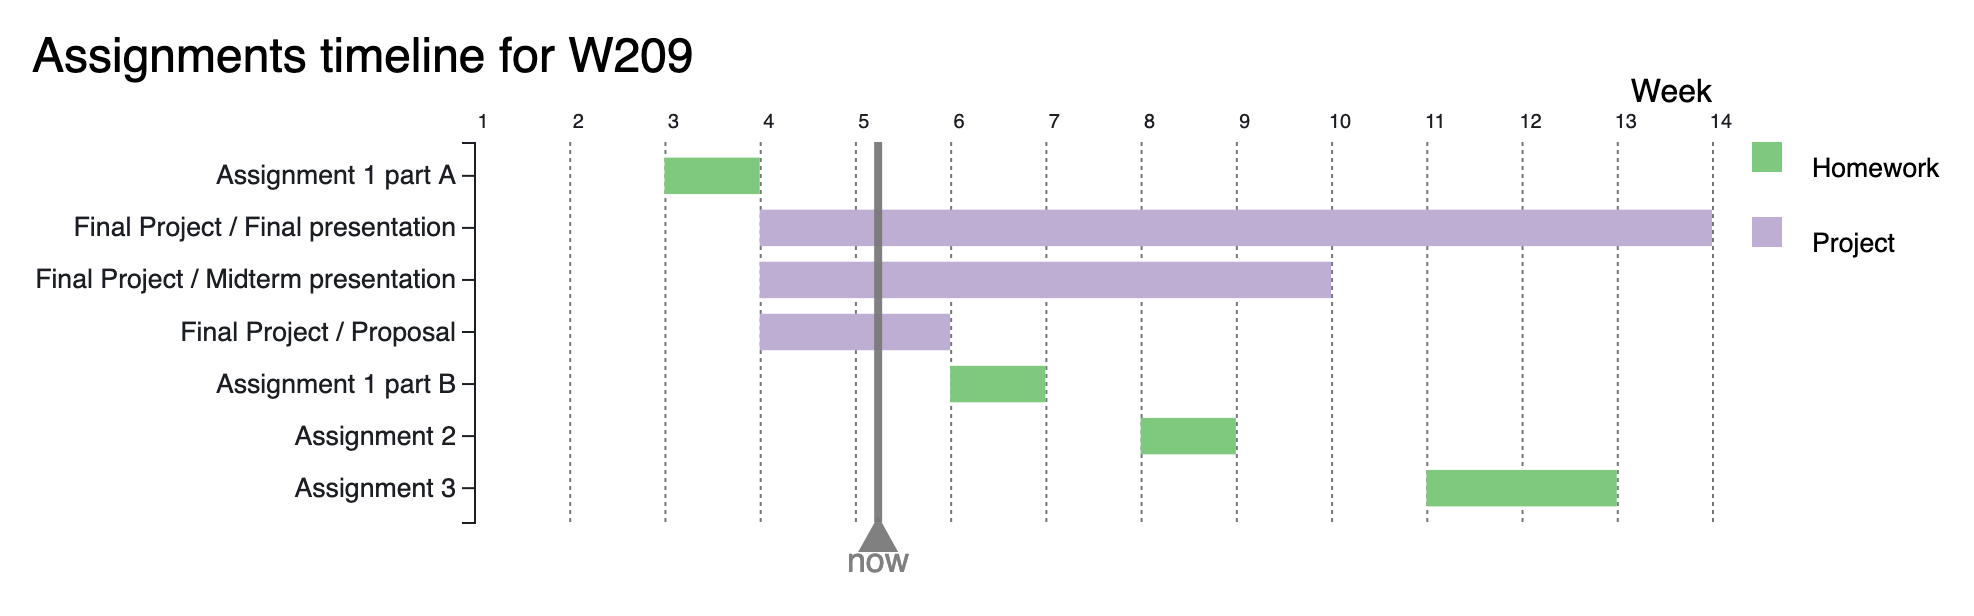 Assignments timeline for W209
Week
1 2 3 4 5 6 7 8 9 10 11 12 13 14
Assignment 1 part A
Final Project / Final presentation
Final Project / Midterm presentation
Final Project / Proposal
Assignment 1 part B
Assignment 2
Assignment 3
now
Homework
Project